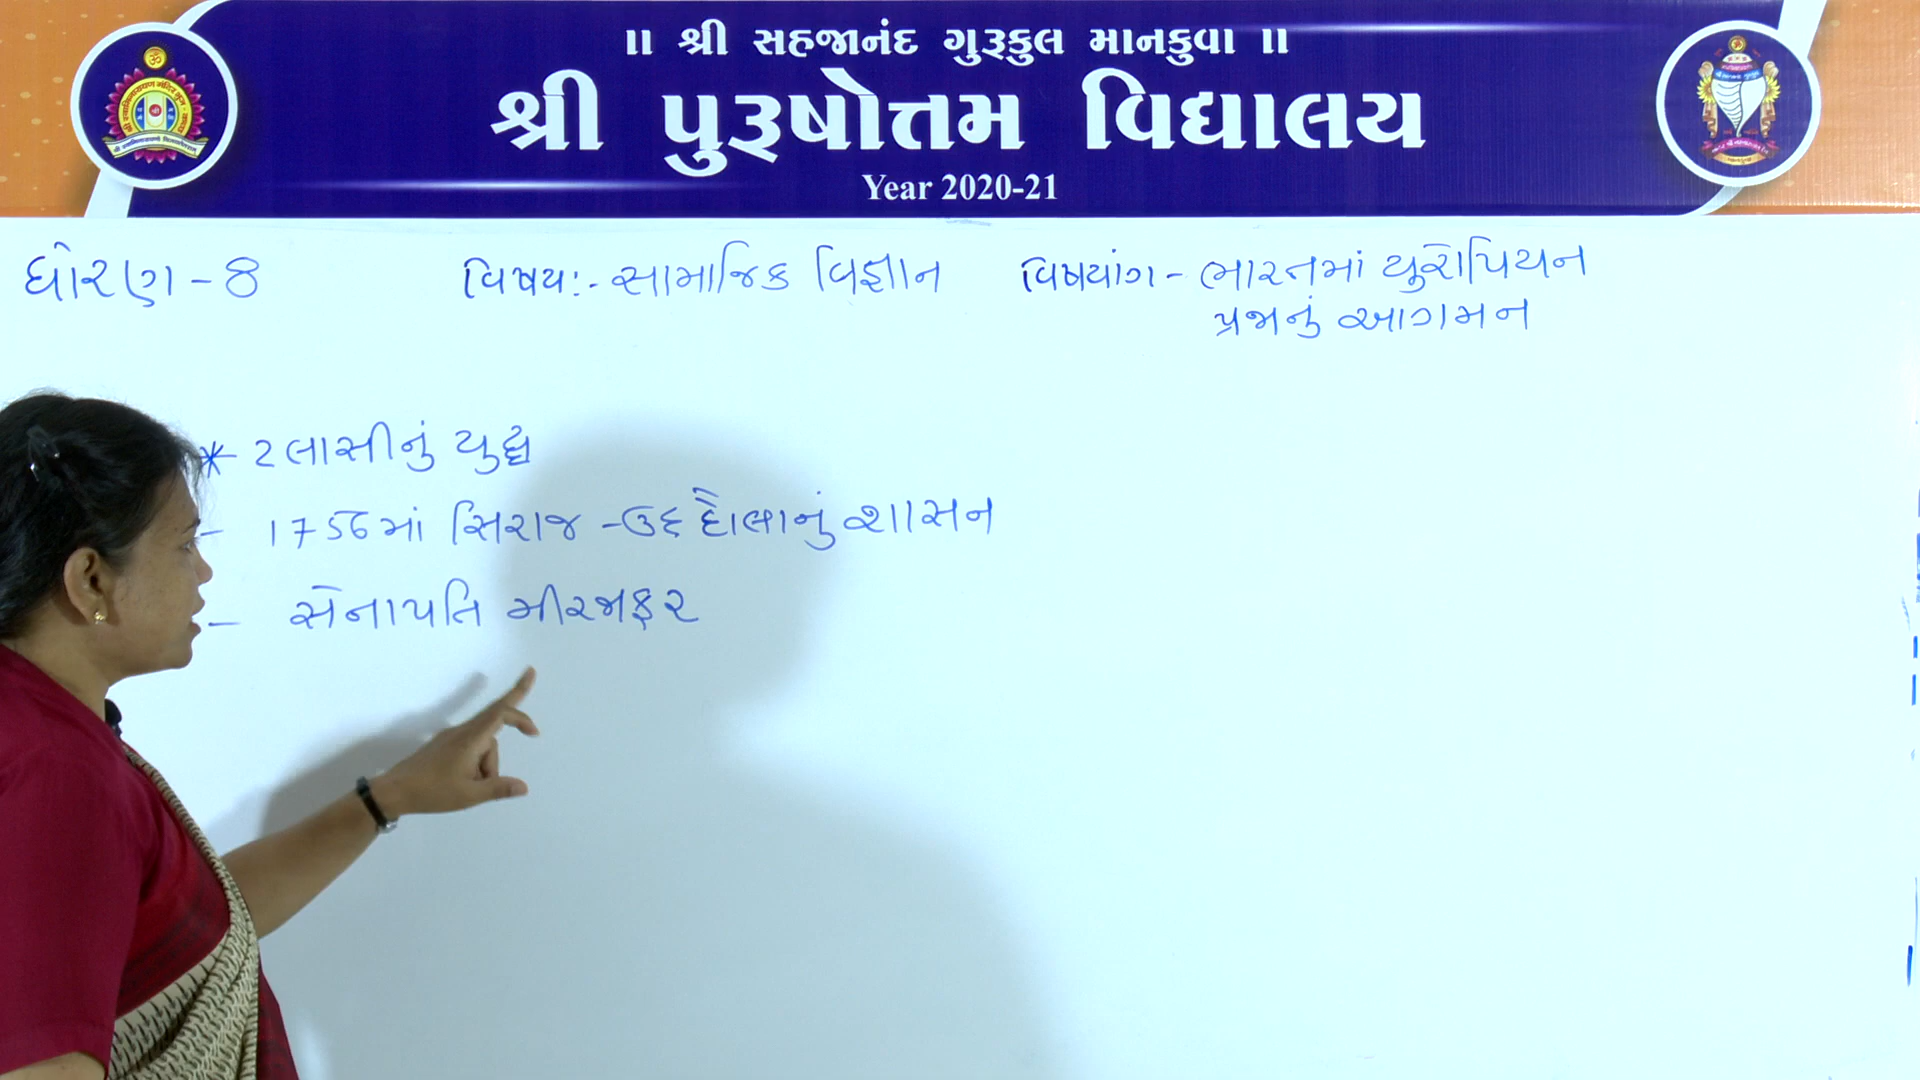 ॥ શ્રી સહજાનંદ ગુરૂકુલ માનકુવા ॥
શ્રી પુરૂષોત્તમ વિદ્યાલય
Year 2020-21
ધોરણ - 8 વિષય:- સામાજિક વિજ્ઞાન વિષયાંગ - ભારતમાં યુરોપિયન
પ્રજાનું આગમન
* પ્લાસીનું યુદ્ધ
- 1756માં સિરાજ - ઉદ દૌલાનું શાસન
- સેનાપતિ મીરજાફર